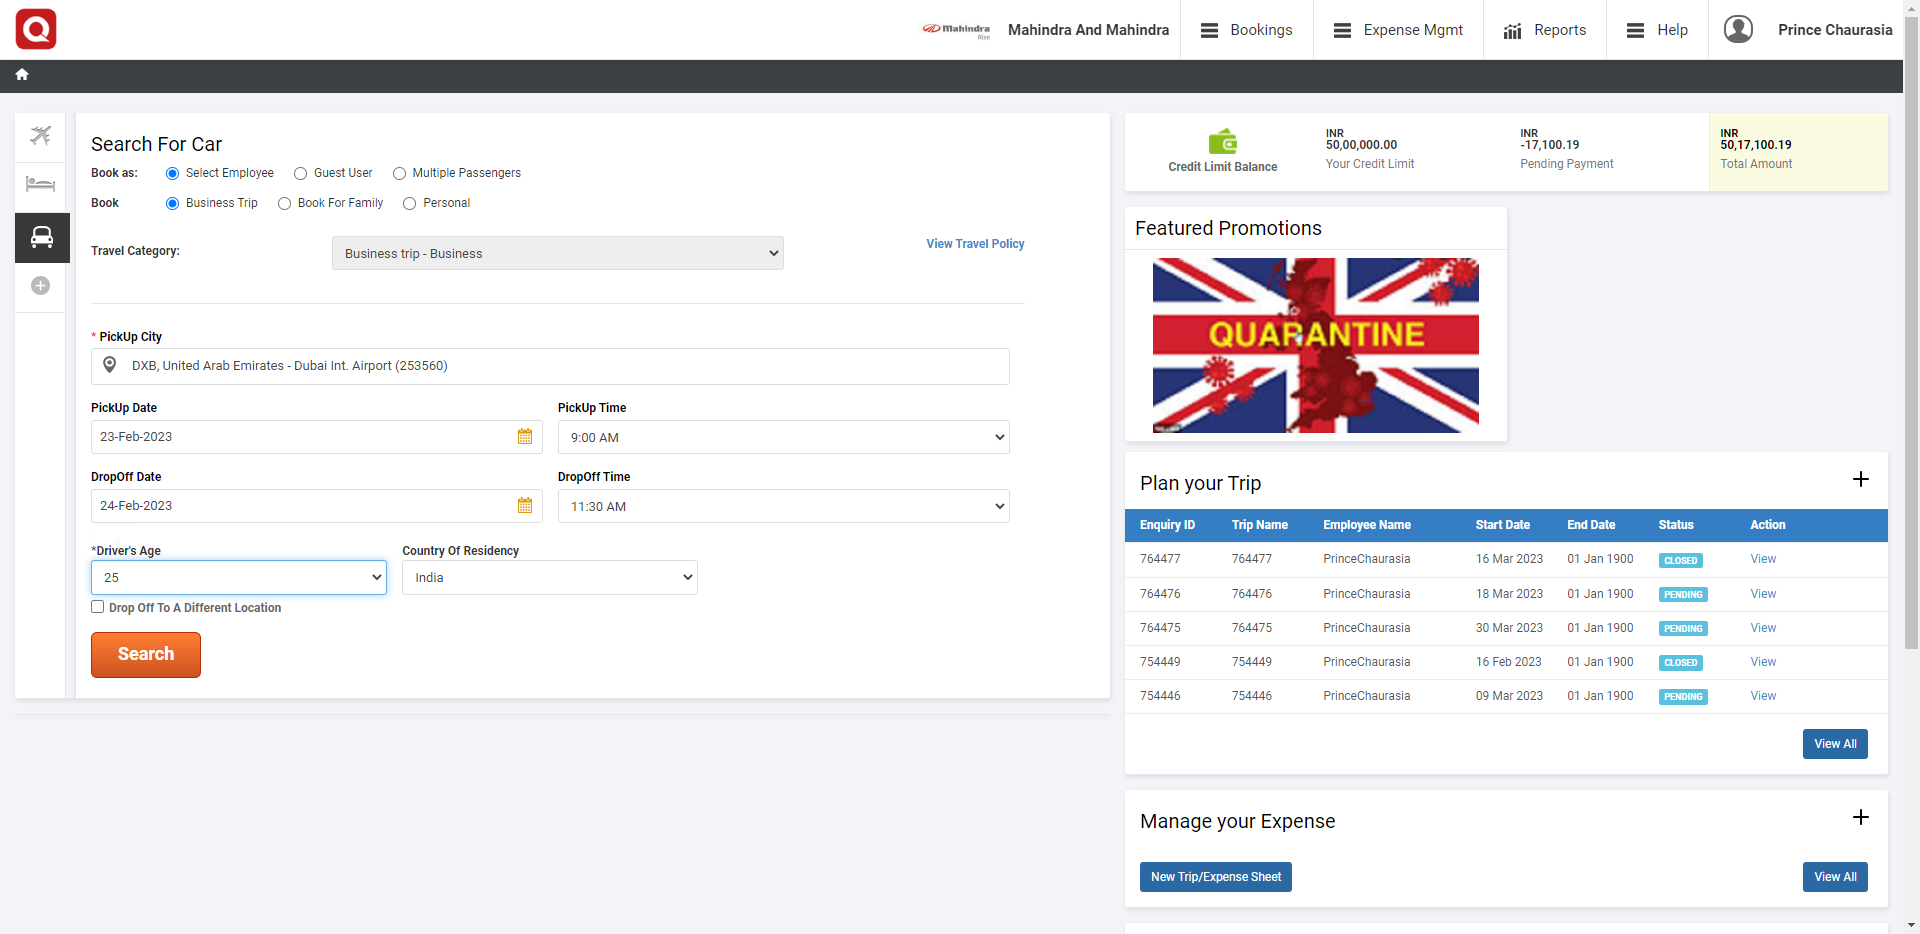 Q
Mahindra
Rise
Mahindra And Mahindra
Bookings
Expense Mgmt
Reports
Help
Prince Chaurasia
Search For Car
Book as:
Select Employee
Guest User
Multiple Passengers
Book
Business Trip
Book For Family
Personal
Travel Category:
Business trip - Business
View Travel Policy
* PickUp City
DXB, United Arab Emirates - Dubai Int. Airport (253560)
PickUp Date
PickUp Time
23-Feb-2023
9:00 AM
DropOff Date
DropOff Time
24-Feb-2023
11:30 AM
*Driver's Age
Country Of Residency
25
India
Drop Off To A Different Location
Search
Credit Limit Balance
INR
50,00,000.00
Your Credit Limit
INR
-17,100.19
Pending Payment
INR
50,17,100.19
Total Amount
Featured Promotions
QUARANTINE
Plan your Trip
Enquiry ID Trip Name Employee Name Start Date End Date Status Action
764477 764477 PrinceChaurasia 16 Mar 2023 01 Jan 1900 CLOSED View
764476 764476 PrinceChaurasia 18 Mar 2023 01 Jan 1900 PENDING View
764475 764475 PrinceChaurasia 30 Mar 2023 01 Jan 1900 PENDING View
754449 754449 PrinceChaurasia 16 Feb 2023 01 Jan 1900 CLOSED View
754446 754446 PrinceChaurasia 09 Mar 2023 01 Jan 1900 PENDING View
View All
Manage your Expense
New Trip/Expense Sheet
View All